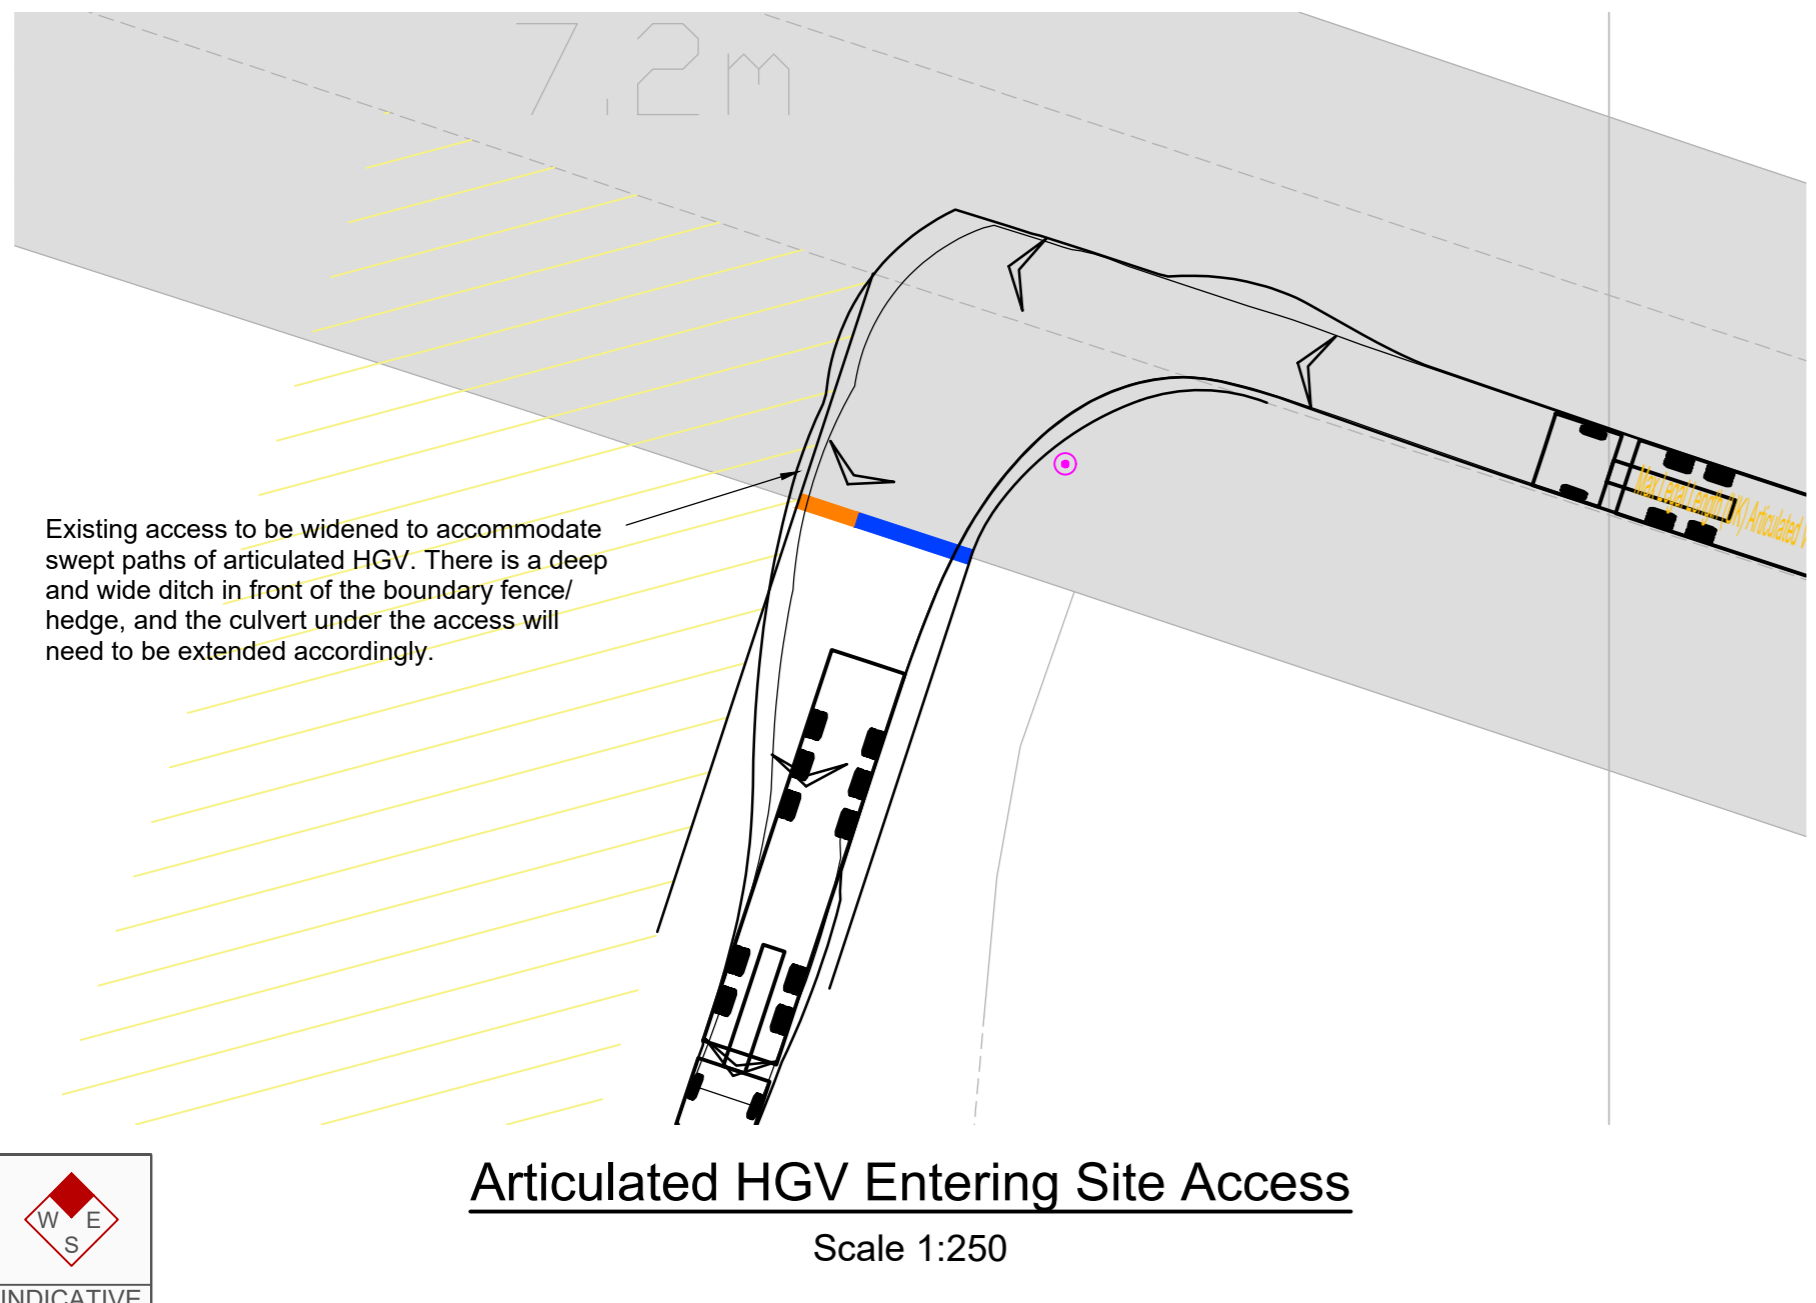 7.2m
Max Legal Length (UK) Articulated
Existing access to be widened to accommodate
swept paths of articulated HGV. There is a deep
and wide ditch in front of the boundary fence/
hedge, and the culvert under the access will
need to be extended accordingly.
Articulated HGV Entering Site Access
Scale 1:250
W E
S
INDICATIVE